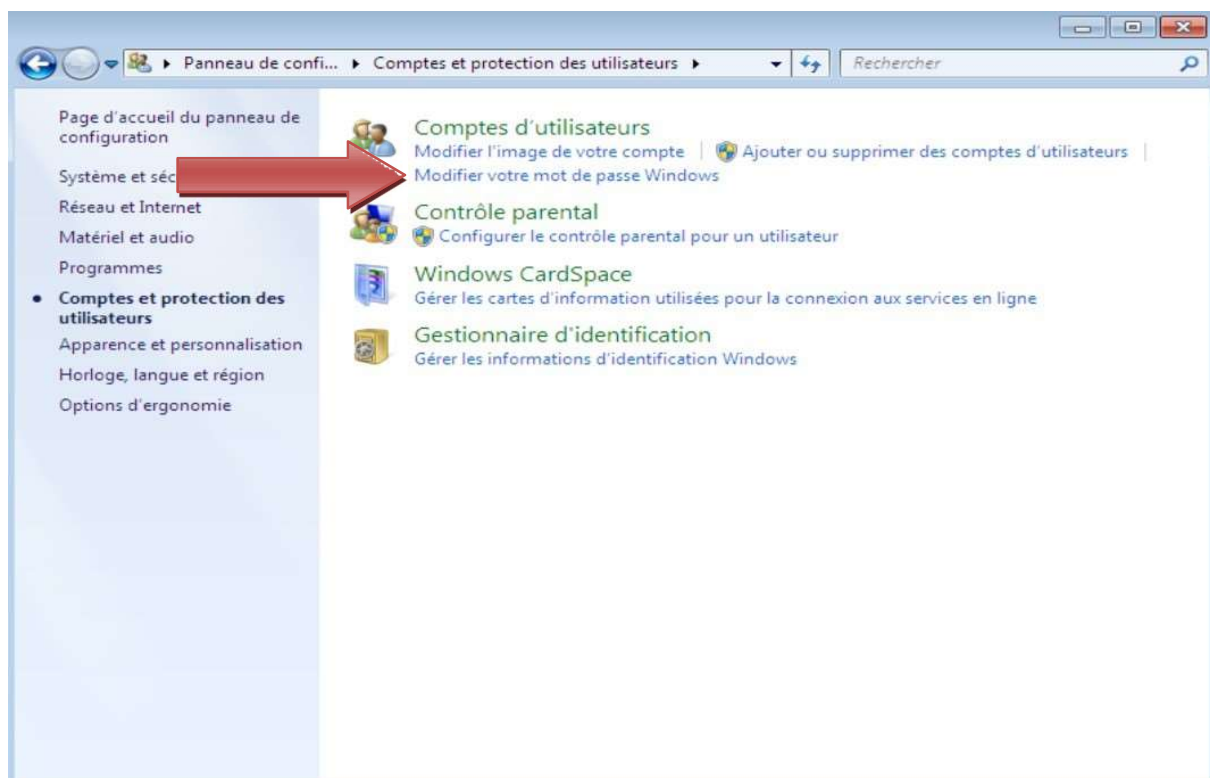 Panneau de confi... Comptes et protection des utilisateurs Rechercher
Page d'accueil du panneau de
configuration
Système et séc
Réseau et Internet
Matériel et audio
Programmes
Comptes et protection des
utilisateurs
Apparence et personnalisation
Horloge, langue et région
Options d'ergonomie
Comptes d'utilisateurs
Modifier l'image de votre compte | Ajouter ou supprimer des comptes d'utilisateurs |
Modifier votre mot de passe Windows
Contrôle parental
Configurer le contrôle parental pour un utilisateur
Windows CardSpace
Gérer les cartes d'information utilisées pour la connexion aux services en ligne
Gestionnaire d'identification
Gérer les informations d'identification Windows